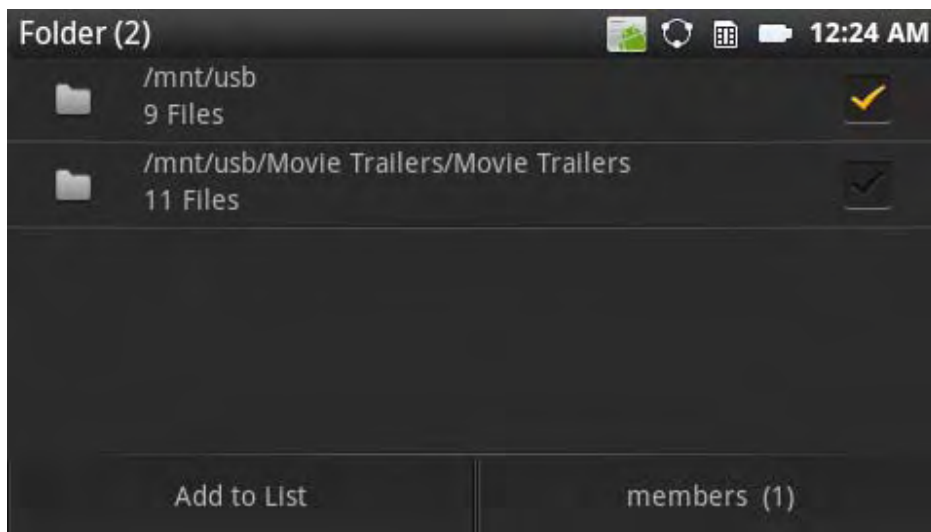 Folder (2)
12:24 AM
/mnt/usb
9 Files
/mnt/usb/Movie Trailers/Movie Trailers
11 Files
Add to List
members (1)